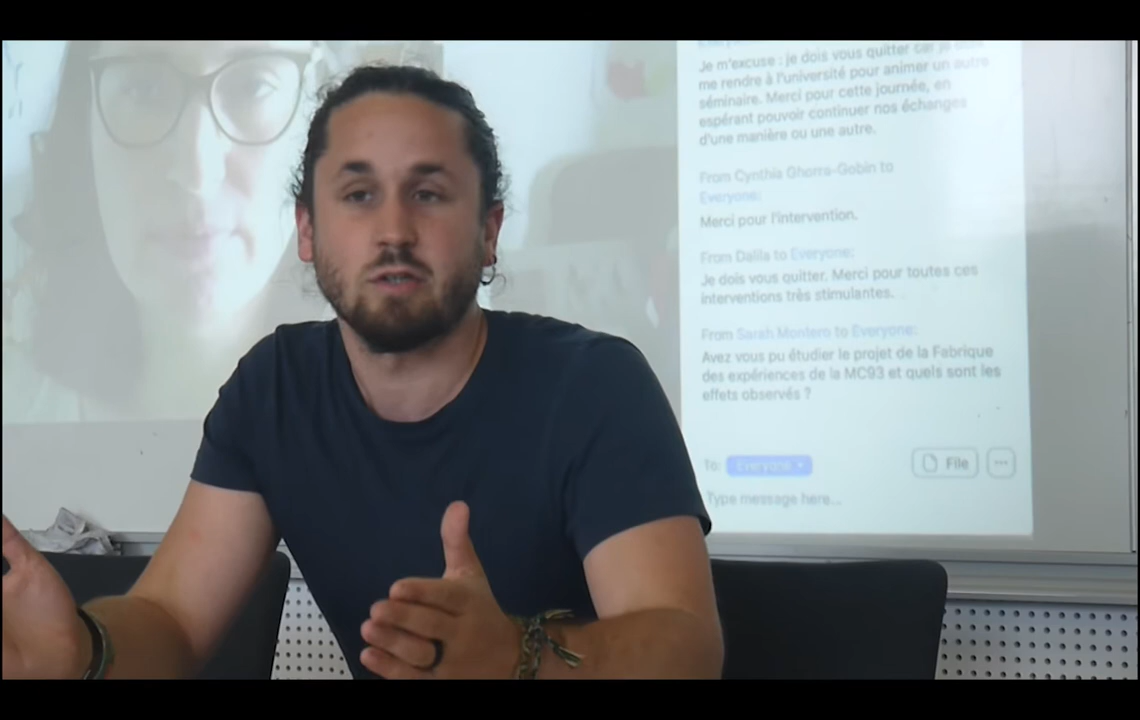 Je m'excuse : je dois vous quitter car je dois
me rendre à l'université pour animer un autre
séminaire. Merci pour cette journée, en
espérant pouvoir continuer nos échanges
d'une manière ou une autre.
From Cynthia Ghorra-Gobin to
Everyone:
Merci pour l'intervention.
From Dalila to Everyone:
Je dois vous quitter. Merci pour toutes ces
interventions très stimulantes.
From Sarah Montero to Everyone:
Avez vous pu étudier le projet de la Fabrique
des expériences de la MC93 et quels sont les
effets observés ?
To: Everyone
File
Type message here...